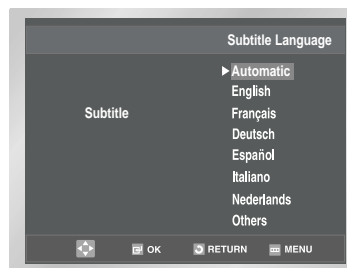 Subtitle Language
Automatic
English
Subtitle Français
Deutsch
Español
Italiano
Nederlands
Others
OK RETURN MENU